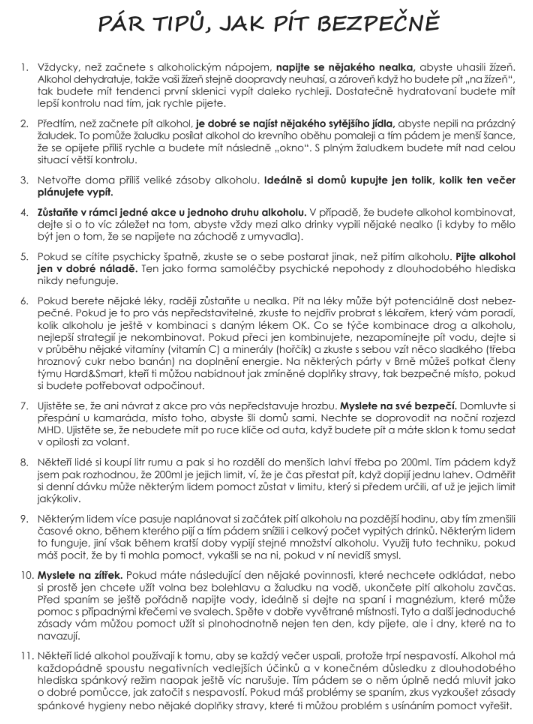 PÁR TIPŮ, JAK PÍT BEZPEČNĚ
1. Vždycky, než začnete s alkoholickým nápojem, napijte se nějakého nealka, abyste uhasili žízeň.
Alkohol dehydratuje, takže vaši žízeň stejně doopravdy neuhasí, a zároveň když ho budete pít „na žízeň“,
tak budete mít tendenci první sklenici vypít daleko rychleji. Dostatečně hydratovaní budete mít
lepší kontrolu nad tím, jak rychle pijete.
2. Předtím, než začnete pít alkohol, je dobré se najíst nějakého sytějšího jídla, abyste nepili na prázdný
žaludek. To pomůže žaludku posílat alkohol do krevního oběhu pomaleji a tím pádem je menší šance,
že se opijete příliš rychle a budete mít následně „okno“. S plným žaludkem budete mít nad celou
situací větší kontrolu.
3. Netvořte doma příliš veliké zásoby alkoholu. Ideálně si domů kupujte jen tolik, kolik ten večer
plánujete vypít.
4. Zůstaňte v rámci jedné akce u jednoho druhu alkoholu. V případě, že budete alkohol kombinovat,
dejte si o to víc záležet na tom, abyste vždy mezi alko drinky vypili nějaké nealko (i kdyby to mělo
být jen o tom, že se napijete na záchodě z umyvadla).
5. Pokud se cítíte psychicky špatně, zkuste se o sebe postarat jinak, než pitím alkoholu. Pijte alkohol
jen v dobré náladě. Ten jako forma samoléčby psychické nepohody z dlouhodobého hlediska
nikdy nefunguje.
6. Pokud berete nějaké léky, raději zůstaňte u nealka. Pít na léky může být potenciálně dost nebez-
pečné. Pokud je to pro vás nepředstavitelné, zkuste to nejdřív probrat s lékařem, který vám poradí,
kolik alkoholu je ještě v kombinaci s daným lékem OK. Co se týče kombinace drog a alkoholu,
nejlepší strategií je nekombinovat. Pokud přeci jen kombinujete, nezapomínejte pít vodu, dejte si
v průběhu nějaké vitamíny (vitamín C) a minerály (hořčík) a zkuste s sebou vzít něco sladkého (třeba
hroznový cukr nebo banán) na doplnění energie. Na některých párty v Brně můžeš potkat členy
týmu Hard&Smart, kteří ti můžou nabídnout jak zmíněné doplňky stravy, tak bezpečné místo, pokud
si budete potřebovat odpočinout.
7. Ujistěte se, že ani návrat z akce pro vás nepředstavuje hrozbu. Myslete na své bezpečí. Domluvte si
přespání u kamaráda, místo toho, abyste šli domů sami. Nechte se doprovodit na noční rozjezd
MHD. Ujistěte se, že nebudete mít po ruce klíče od auta, když budete pít a máte sklon k tomu sedat
v opilosti za volant.
8. Někteří lidé si koupí litr rumu a pak si ho rozdělí do menších lahví třeba po 200ml. Tím pádem když
jsem pak rozhodnou, že 200ml je jejich limit, ví, že je čas přestat pít, když dopijí jednu lahev. Odměřit
si denní dávku může některým lidem pomoct zůstat v limitu, který si předem určili, ať už je jejich limit
jakýkoliv.
9. Některým lidem více pasuje naplánovat si začátek pití alkoholu na pozdější hodinu, aby tím zmenšili
časové okno, během kterého pijí a tím pádem snížili i celkový počet vypitých drinků. Některým lidem
to funguje, jiní však během kratší doby vypijí stejné množství alkoholu. Využij tuto techniku, pokud
máš pocit, že by ti mohla pomoct, vykašli se na ni, pokud v ní nevidíš smysl.
10. Myslete na zítřek. Pokud máte následující den nějaké povinnosti, které nechcete odkládat, nebo
si prostě jen chcete užít volna bez bolehlavu a žaludku na vodě, ukončete pití alkoholu zavčas.
Před spaním se ještě pořádně napijte vody, ideálně si dejte na spaní i magnézium, které může
pomoc s případnými křečemi ve svalech. Spěte v dobře vyvětrané místnosti. Tyto a další jednoduché
zásady vám můžou pomoct užít si plnohodnotně nejen ten den, kdy pijete, ale i dny, které na to
navazují.
11. Někteří lidé alkohol používají k tomu, aby se každý večer uspali, protože trpí nespavostí. Alkohol má
každopádně spoustu negativních vedlejších účinků a v konečném důsledku z dlouhodobého
hlediska spánkový režim naopak ještě víc narušuje. Tím pádem se o něm úplně nedá mluvit jako
o dobré pomůcce, jak zatočit s nespavostí. Pokud máš problémy se spaním, zkus vyzkoušet zásady
spánkové hygieny nebo nějaké doplňky stravy, které ti můžou problém s usínáním pomoct vyřešit.